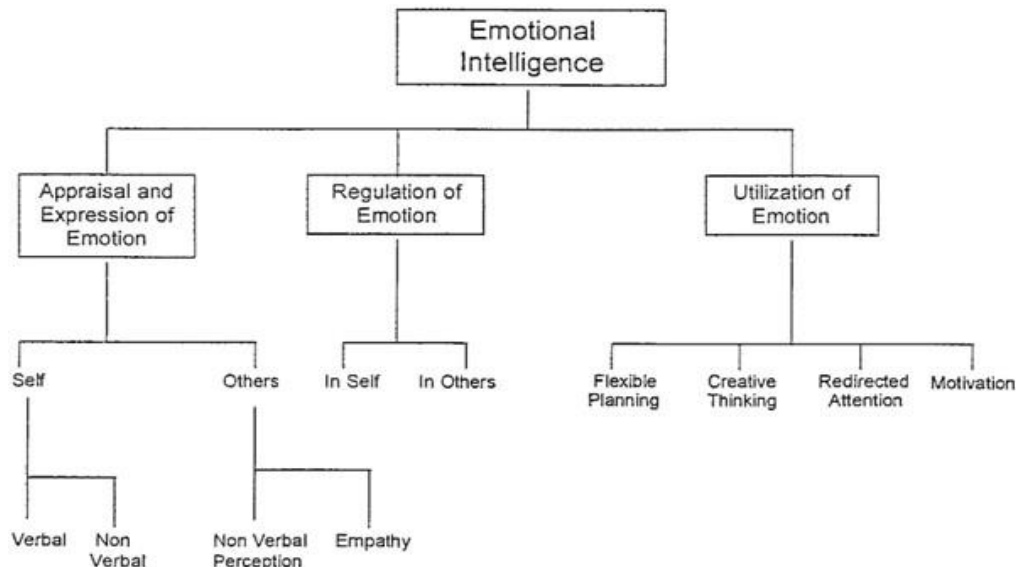 Emotional
Intelligence
Appraisal and
Expression of
Emotion
Regulation of
Emotion
Utilization of
Emotion
Self
Others
In Self
In Others
Flexible
Planning
Creative
Thinking
Redirected
Attention
Motivation
Verbal
Non
Verbal
Non Verbal
Perception
Empathy